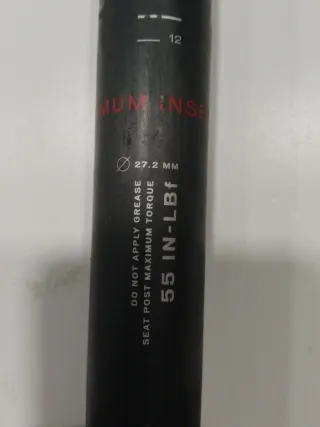 12
MUM INSE
⌀ 27.2 MM
DO NOT APPLY GREASE
SEAT POST MAXIMUM TORQUE
55 IN-LBf